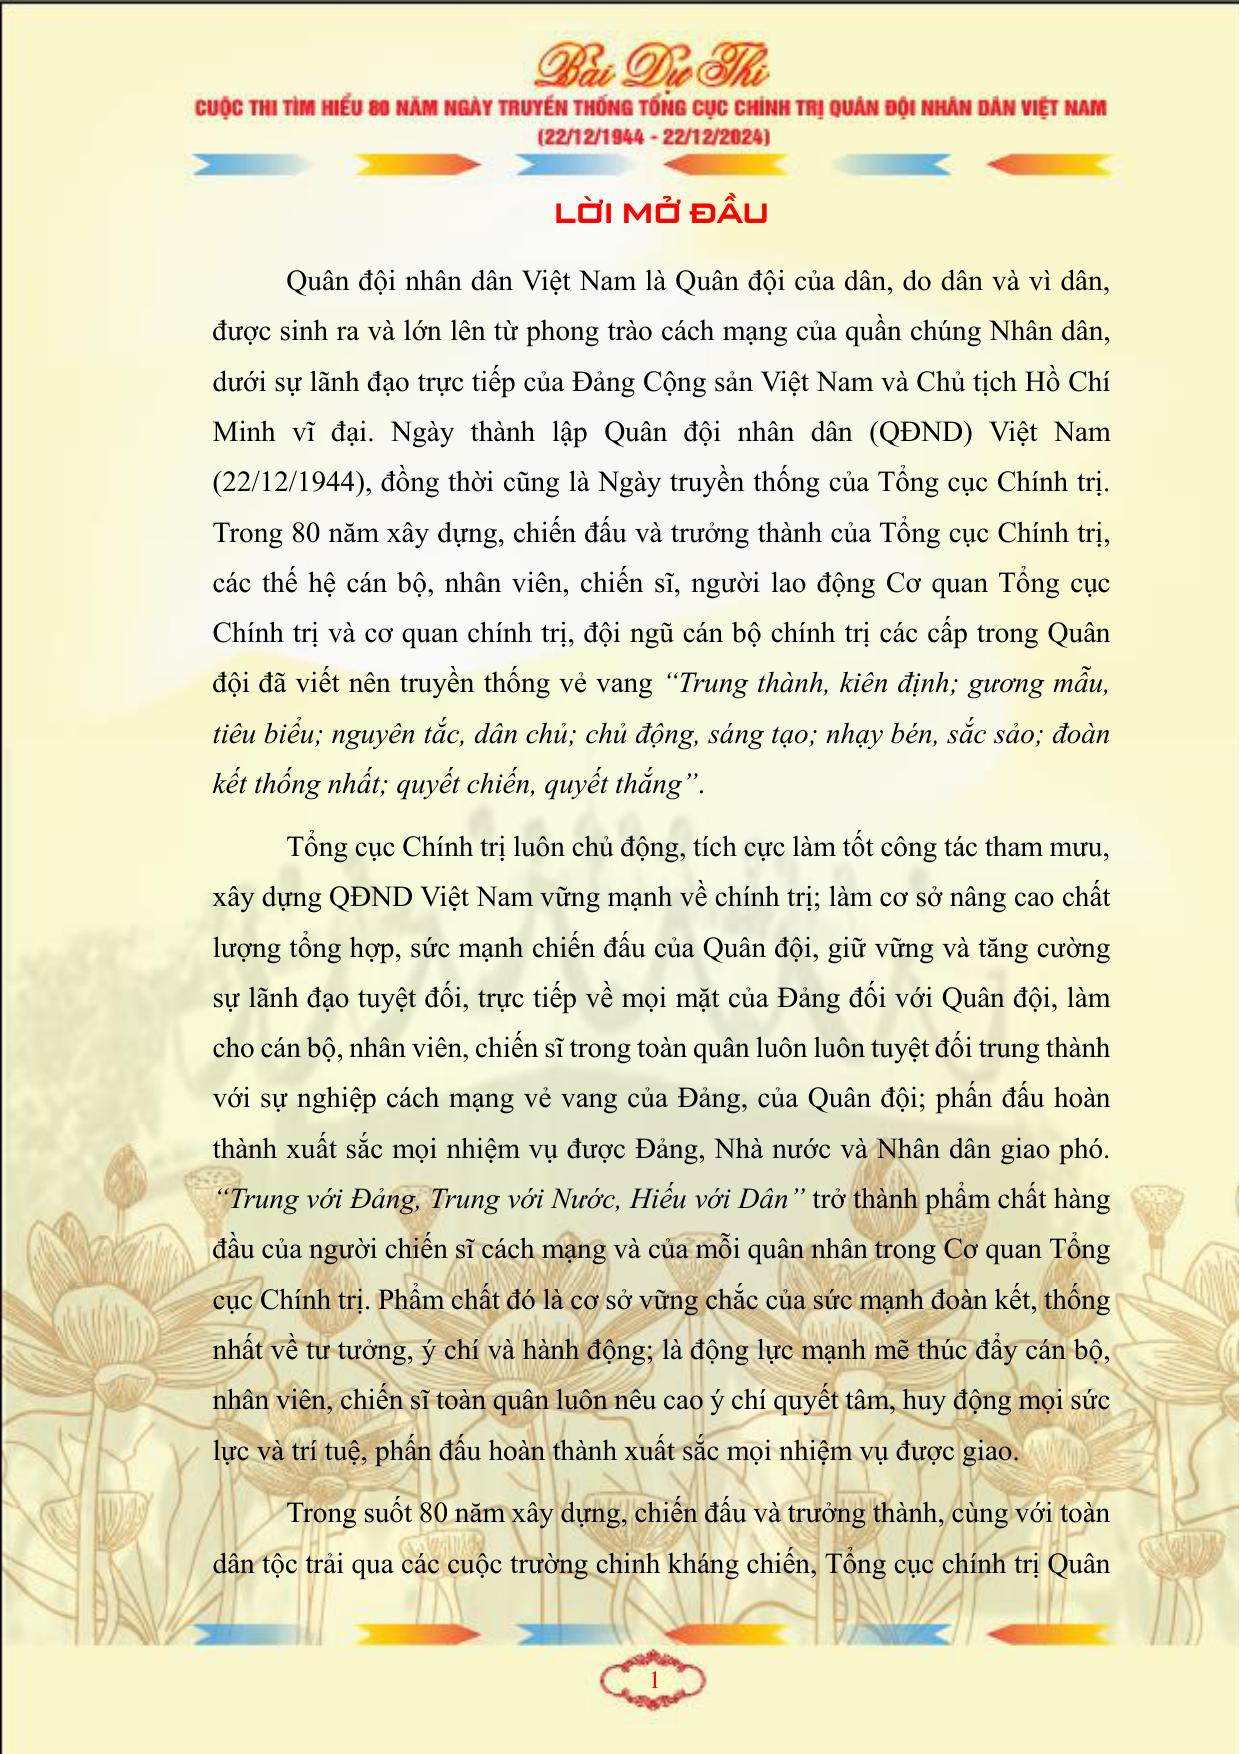 Bài Dự Thi
CUỘC THI TÌM HIỂU 80 NĂM NGÀY TRUYỀN THỐNG TỔNG CỤC CHÍNH TRỊ QUÂN ĐỘI NHÂN DÂN VIỆT NAM
(22/12/1944 - 22/12/2024)
LỜI MỞ ĐẦU
Quân đội nhân dân Việt Nam là Quân đội của dân, do dân và vì dân,
được sinh ra và lớn lên từ phong trào cách mạng của quần chúng Nhân dân,
dưới sự lãnh đạo trực tiếp của Đảng Cộng sản Việt Nam và Chủ tịch Hồ Chí
Minh vĩ đại. Ngày thành lập Quân đội nhân dân (QĐND) Việt Nam
(22/12/1944), đồng thời cũng là Ngày truyền thống của Tổng cục Chính trị.
Trong 80 năm xây dựng, chiến đấu và trưởng thành của Tổng cục Chính trị,
các thế hệ cán bộ, nhân viên, chiến sĩ, người lao động Cơ quan Tổng cục
Chính trị và cơ quan chính trị, đội ngũ cán bộ chính trị các cấp trong Quân
đội đã viết nên truyền thống vẻ vang “Trung thành, kiên định; gương mẫu,
tiêu biểu; nguyên tắc, dân chủ; chủ động, sáng tạo; nhạy bén, sắc sảo; đoàn
kết thống nhất; quyết chiến, quyết thắng”.
Tổng cục Chính trị luôn chủ động, tích cực làm tốt công tác tham mưu,
xây dựng QĐND Việt Nam vững mạnh về chính trị; làm cơ sở nâng cao chất
lượng tổng hợp, sức mạnh chiến đấu của Quân đội, giữ vững và tăng cường
sự lãnh đạo tuyệt đối, trực tiếp về mọi mặt của Đảng đối với Quân đội, làm
cho cán bộ, nhân viên, chiến sĩ trong toàn quân luôn luôn tuyệt đối trung thành
với sự nghiệp cách mạng vẻ vang của Đảng, của Quân đội; phấn đấu hoàn
thành xuất sắc mọi nhiệm vụ được Đảng, Nhà nước và Nhân dân giao phó.
“Trung với Đảng, Trung với Nước, Hiếu với Dân” trở thành phẩm chất hàng
đầu của người chiến sĩ cách mạng và của mỗi quân nhân trong Cơ quan Tổng
cục Chính trị. Phẩm chất đó là cơ sở vững chắc của sức mạnh đoàn kết, thống
nhất về tư tưởng, ý chí và hành động; là động lực mạnh mẽ thúc đẩy cán bộ,
nhân viên, chiến sĩ toàn quân luôn nêu cao ý chí quyết tâm, huy động mọi sức
lực và trí tuệ, phấn đấu hoàn thành xuất sắc mọi nhiệm vụ được giao.
Trong suốt 80 năm xây dựng, chiến đấu và trưởng thành, cùng với toàn
dân tộc trải qua các cuộc trường chinh kháng chiến, Tổng cục chính trị Quân
1